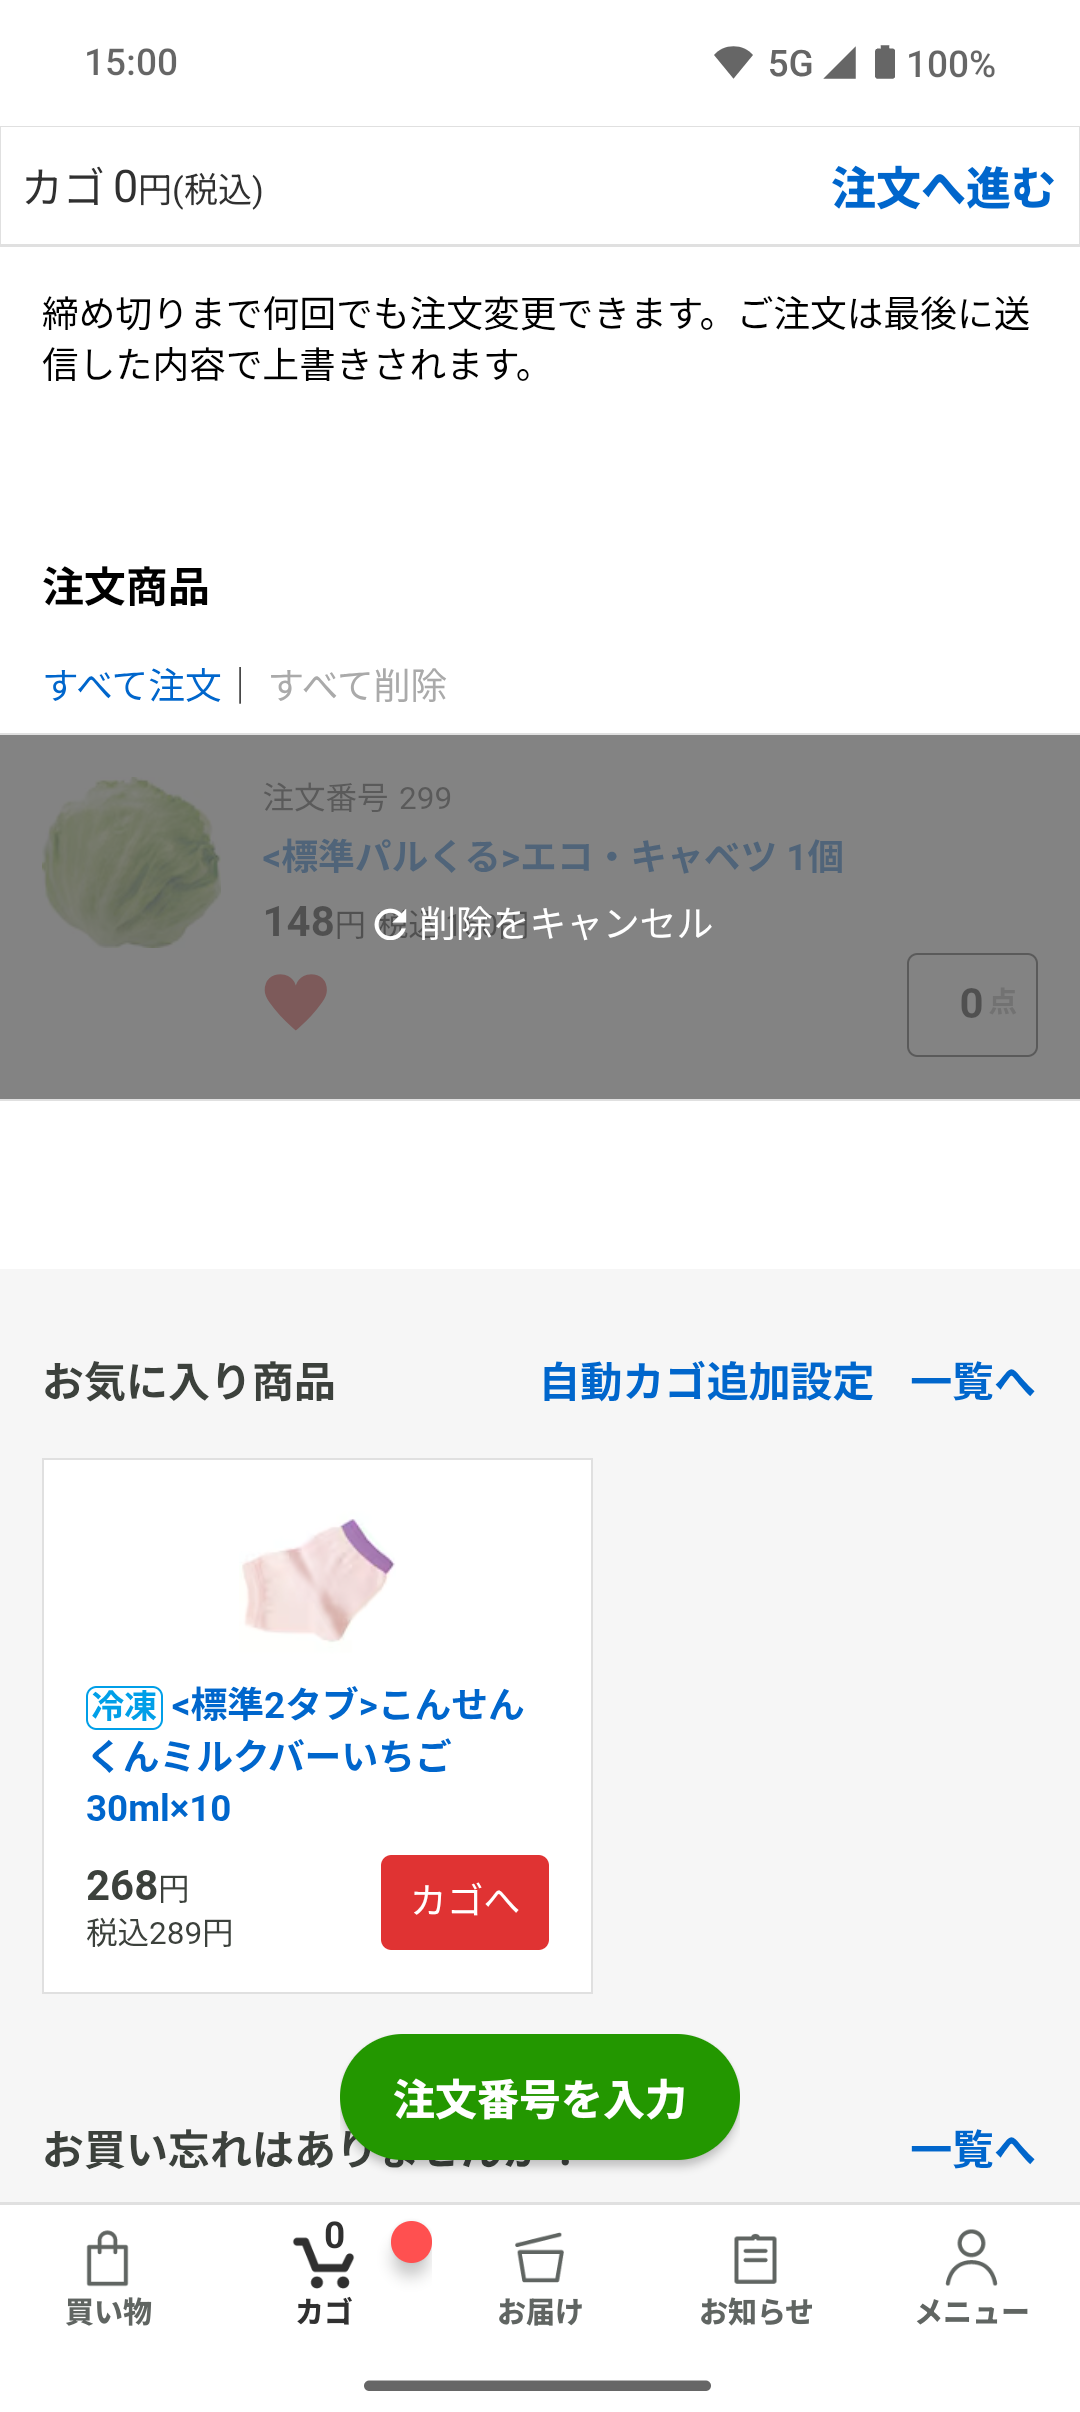 15:00
5G 100%
カゴ 0円(税込)
注文へ進む
締め切りまで何回でも注文変更できます。ご注文は最後に送
信した内容で上書きされます。
注文商品
すべて注文 | すべて削除
注文番号 299
<標準パルくる>エコ・キャベツ 1個
148円
削除をキャンセル
0点
お気に入り商品
自動カゴ追加設定 一覧へ
冷凍 <標準2タブ>こんせん
くんミルクバーいちご
30ml×10
268円
税込289円
カゴへ
注文番号を入力
お買い忘れはありませんか？
一覧へ
0
買い物
カゴ
お届け
お知らせ
メニュー